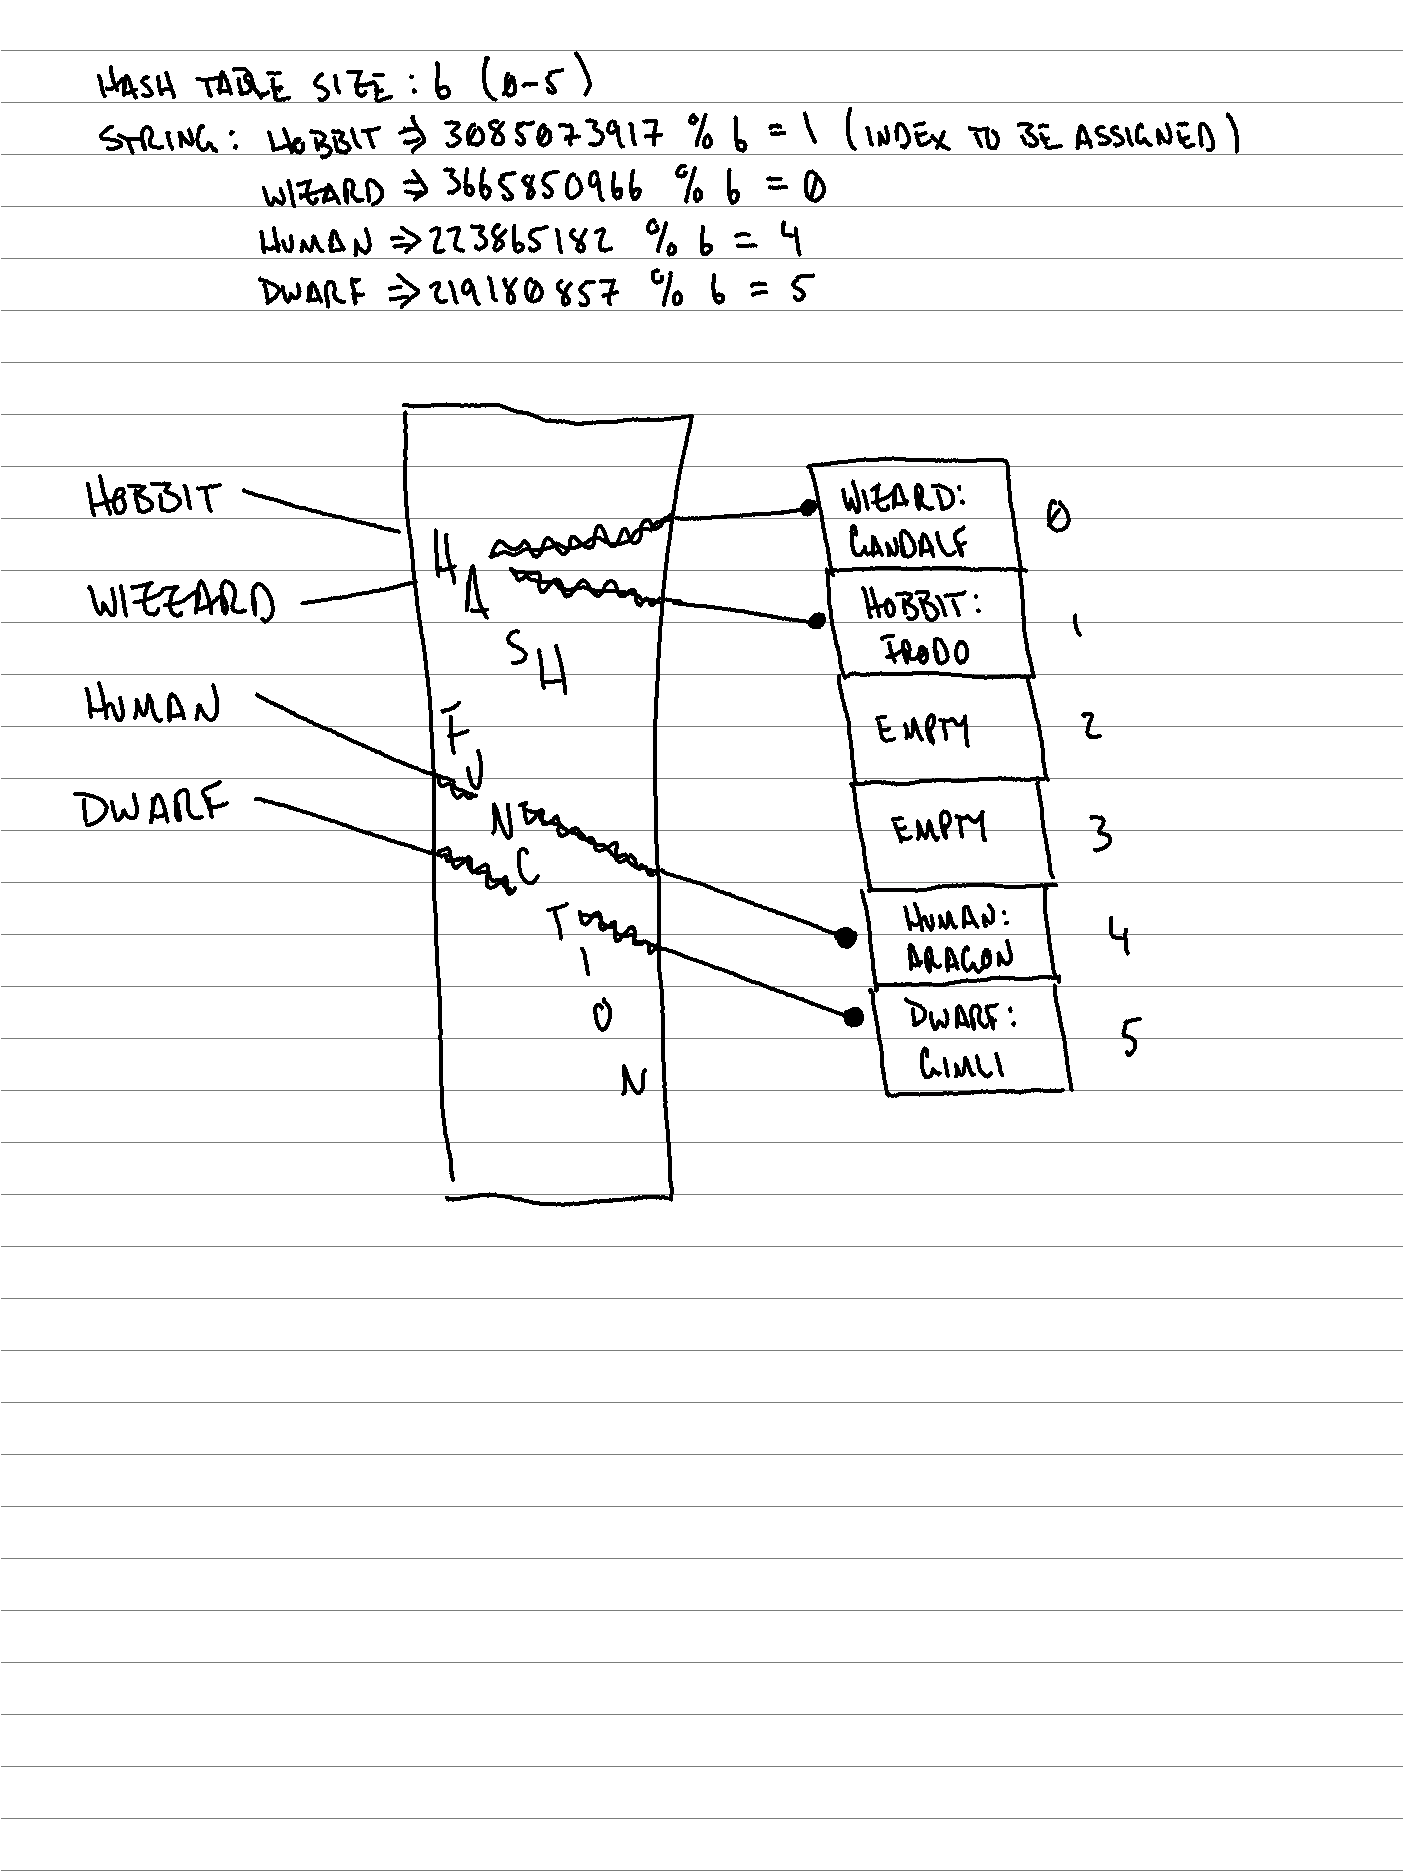 HASH TABLE SIZE: 6 (0-5)
STRING: HOBBIT => 3085073917 % 6 = 1 (INDEX TO BE ASSIGNED)
WIZARD => 3665850966 % 6 = 0
HUMAN => 223865182 % 6 = 4
DWARF => 219180857 % 6 = 5
HOBBIT
WIZZARD
HUMAN
DWARF
HASH
FUNCTION
WIZARD:
GANDALF
0
HOBBIT:
FRODO
1
EMPTY
2
EMPTY
3
HUMAN:
ARAGON
4
DWARF:
GIMLI
5